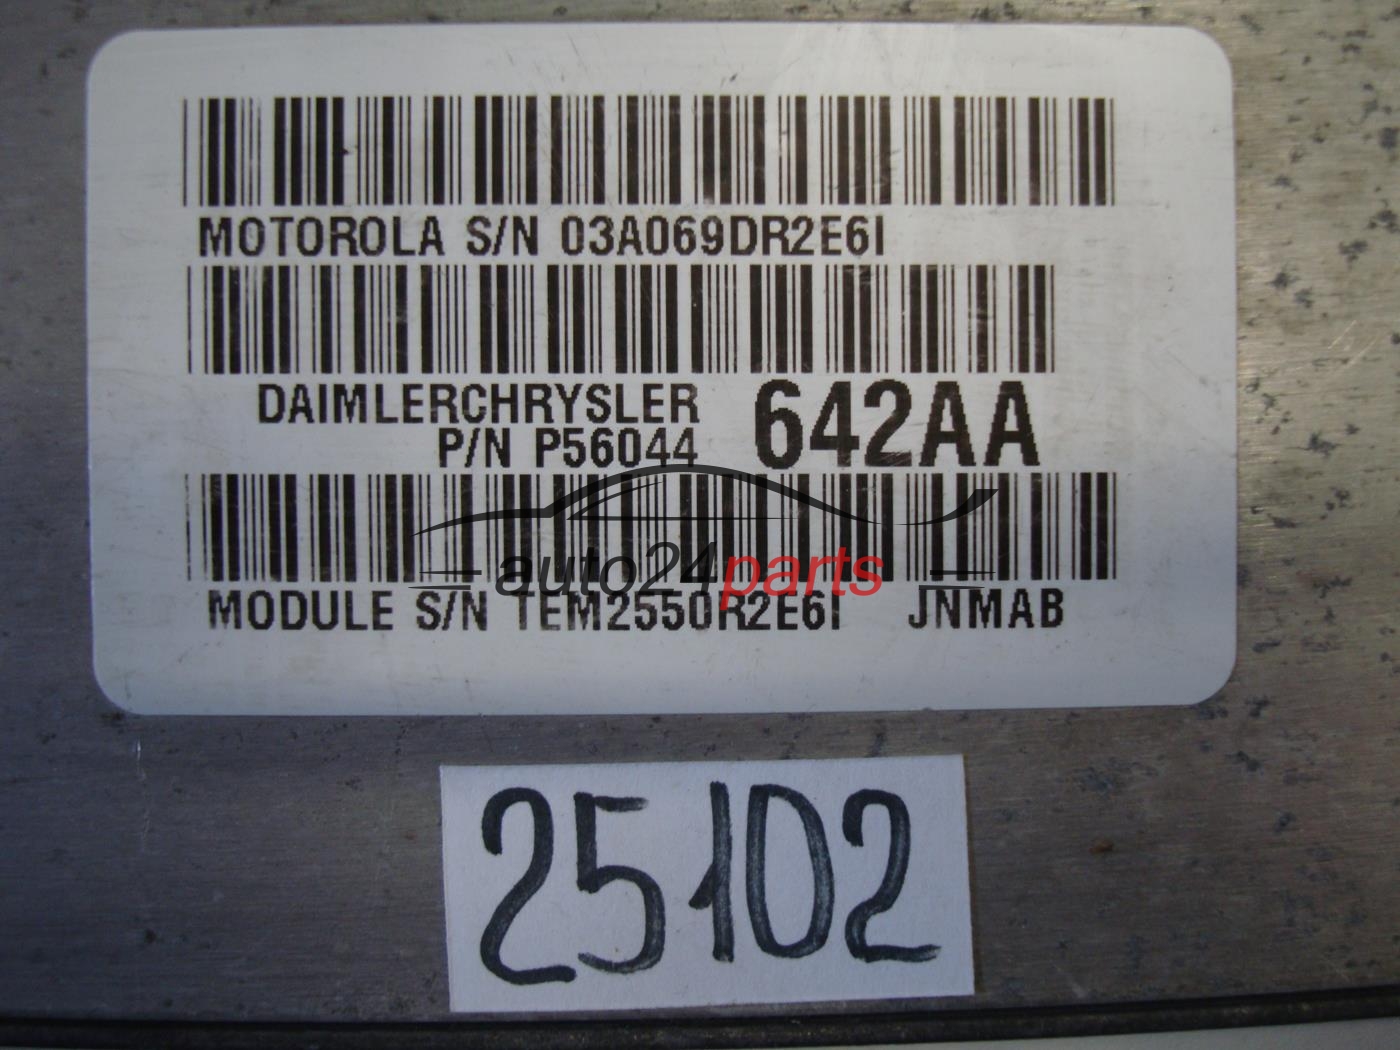 MOTOROLA S/N 03A069DR2E6I
DAIMLERCHRYSLER
P/N P56044 642AA
auto24parts
MODULE S/N TEM2550R2E6I JNMAB
25102